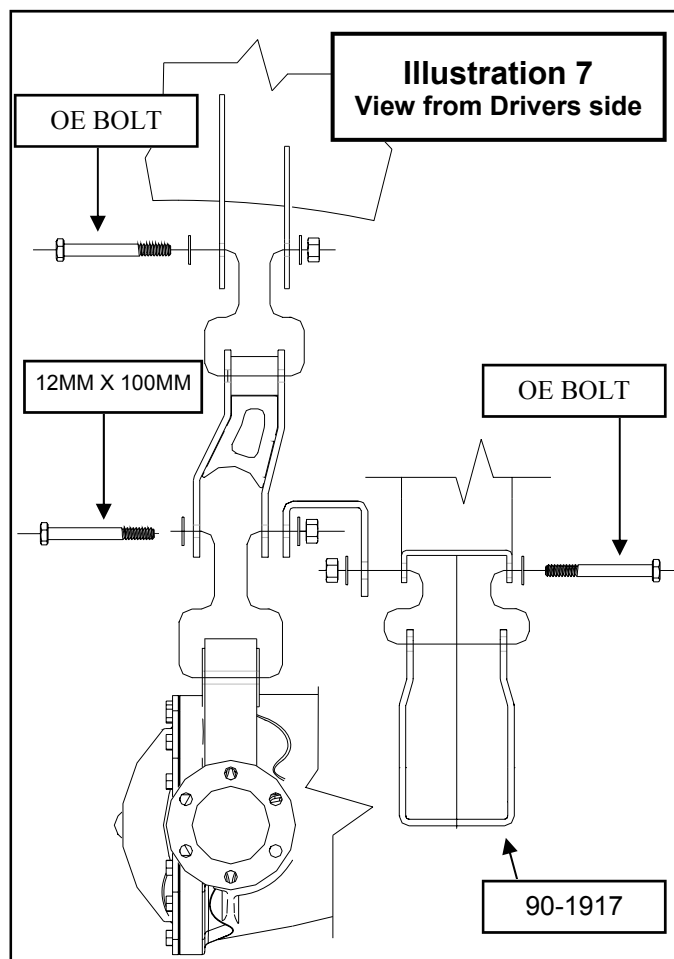 Illustration 7
View from Drivers side
OE BOLT
12MM X 100MM
OE BOLT
90-1917